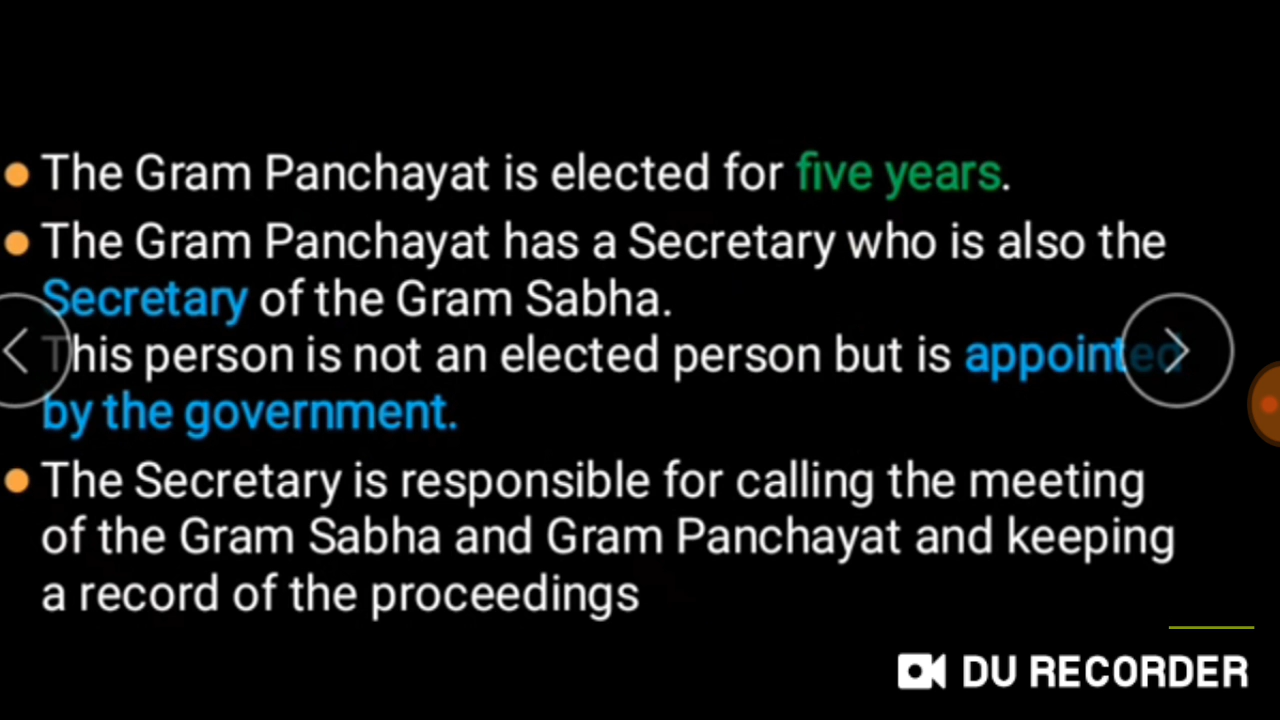 The Gram Panchayat is elected for five years.
The Gram Panchayat has a Secretary who is also the
Secretary of the Gram Sabha.
This person is not an elected person but is appointed
by the government.
The Secretary is responsible for calling the meeting
of the Gram Sabha and Gram Panchayat and keeping
a record of the proceedings
DU RECORDER